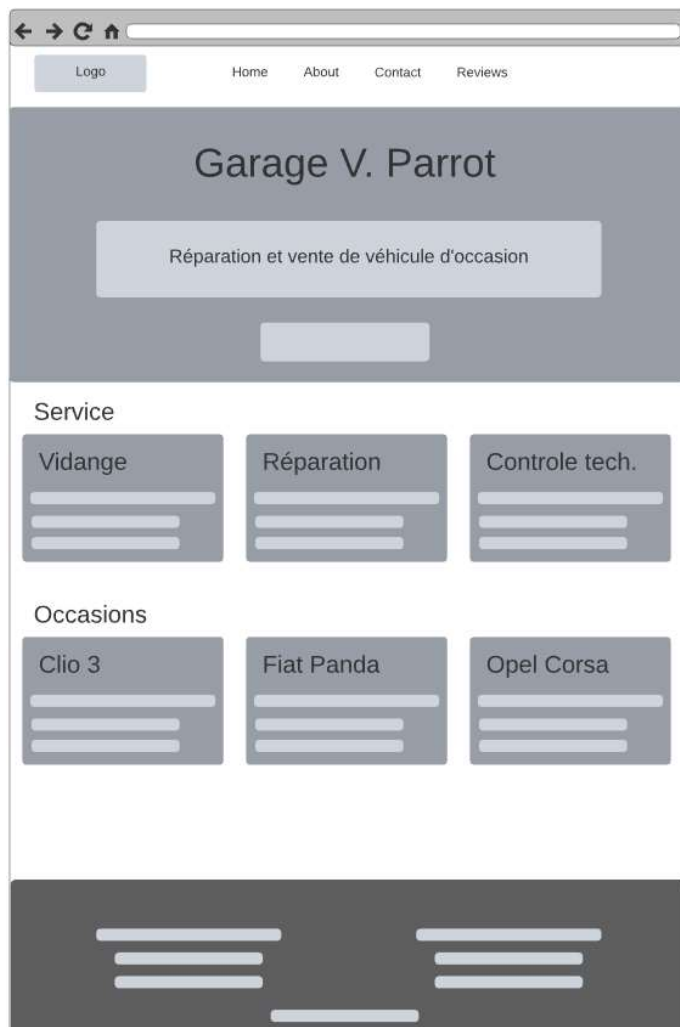 Logo
Home About Contact Reviews
Garage V. Parrot
Réparation et vente de véhicule d'occasion
Service
Vidange
Réparation
Controle tech.
Occasions
Clio 3
Fiat Panda
Opel Corsa